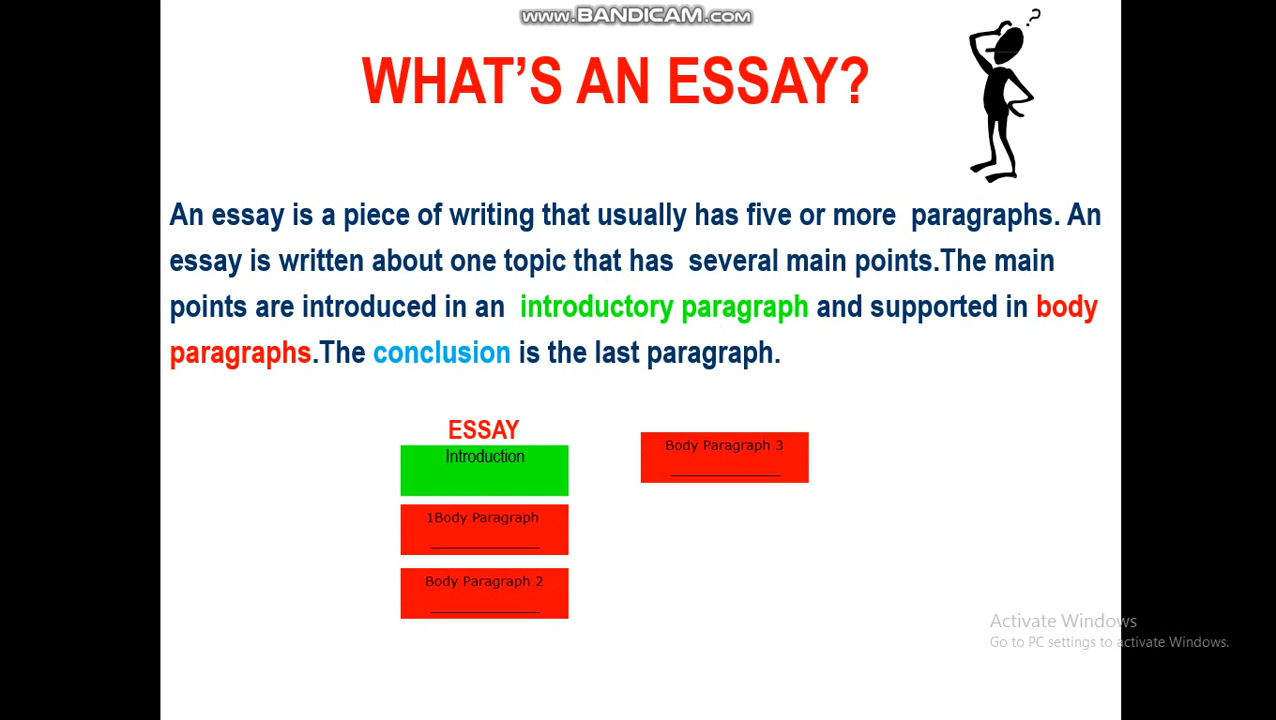 www.BANDICAM.com
?
WHAT’S AN ESSAY?
An essay is a piece of writing that usually has five or more  paragraphs. An
essay is written about one topic that has  several main points.The main
points are introduced in an  introductory paragraph and supported in body
paragraphs.The conclusion is the last paragraph.
ESSAY
Introduction
1Body Paragraph
Body Paragraph 2
Body Paragraph 3
Activate Windows
Go to PC settings to activate Windows.